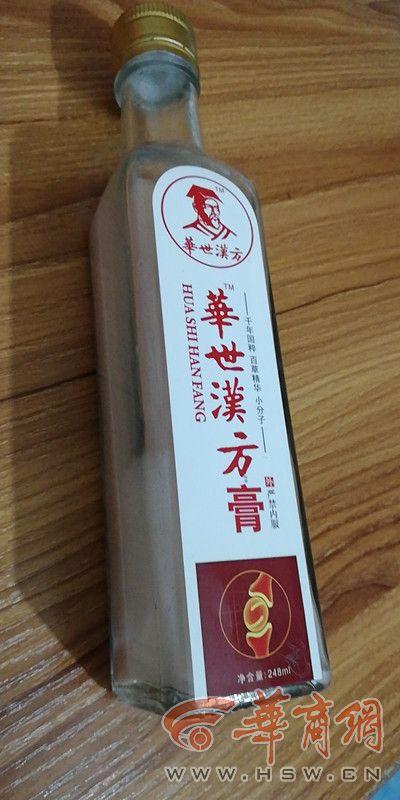 華世漢方
TM
華世漢方膏
TM
HUA SHI HAN FANG
千年国粹 百草精华 小分子
外 严禁内服
净含量:248ml
華商網
WWW.HSW.CN